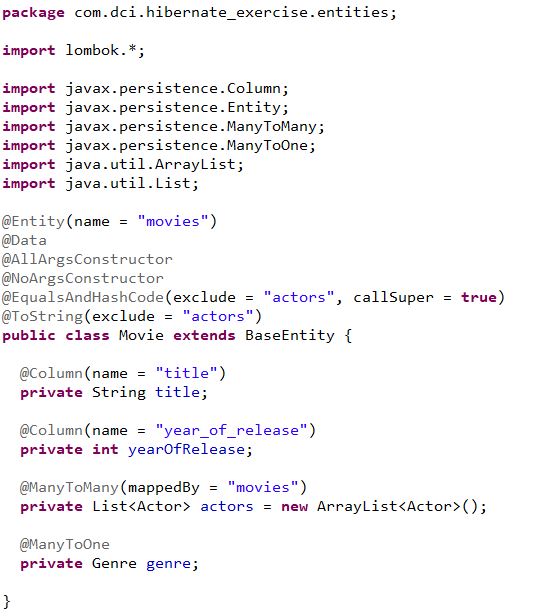 package com.dci.hibernate_exercise.entities;
import lombok.*;
import javax.persistence.Column;
import javax.persistence.Entity;
import javax.persistence.ManyToMany;
import javax.persistence.ManyToOne;
import java.util.ArrayList;
import java.util.List;
@Entity(name = "movies")
@Data
@AllArgsConstructor
@NoArgsConstructor
@EqualsAndHashCode(exclude = "actors", callSuper = true)
@ToString(exclude = "actors")
public class Movie extends BaseEntity {
@Column(name = "title")
private String title;
@Column(name = "year_of_release")
private int yearOfRelease;
@ManyToMany(mappedBy = "movies")
private List<Actor> actors = new ArrayList<Actor>();
@ManyToOne
private Genre genre;
}